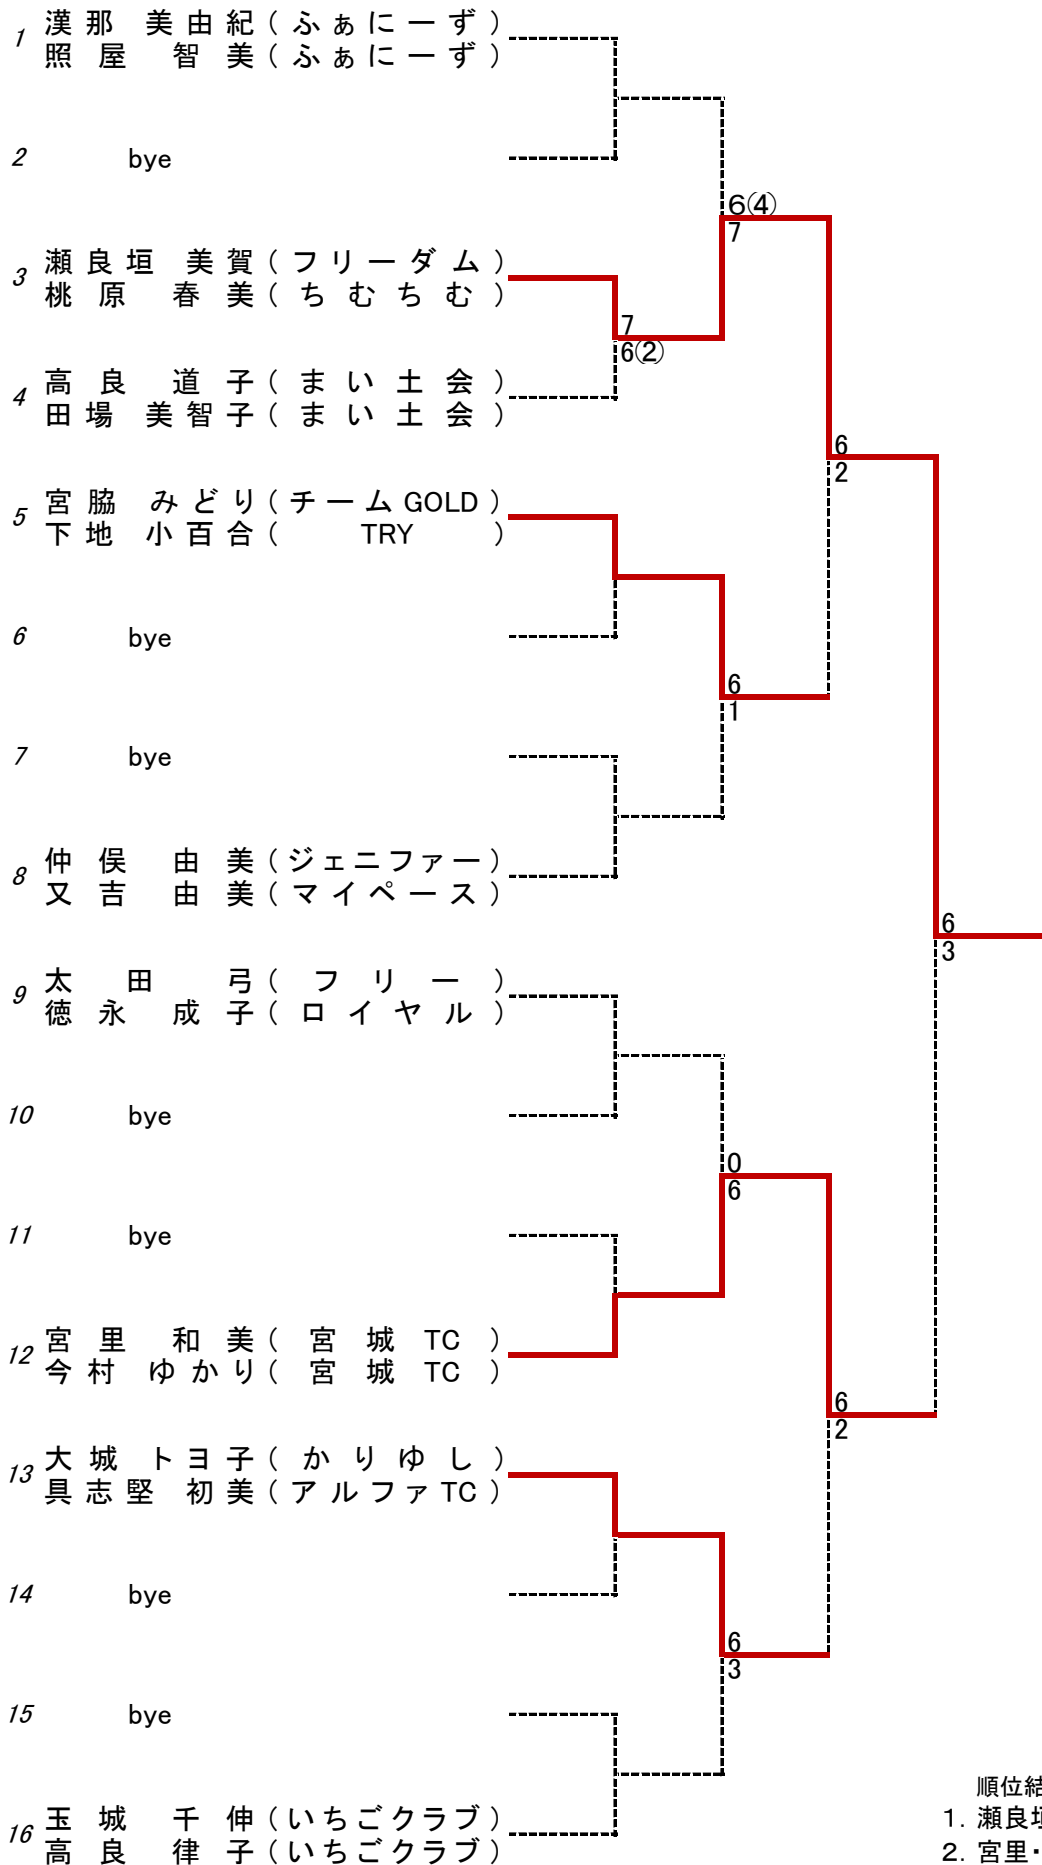 1 漢那 美由紀(ふぁにーず)
照屋 智美(ふぁにーず)
2 bye
6④
7
3 瀬良垣 美賀(フリーダム)
桃原 春美(ちむちむ)
7
6②
4 高良 道子(まい土会)
田場 美智子(まい土会)
6
2
5 宮脇 みどり(チームGOLD)
下地 小百合(TRY)
6 bye
6
1
7 bye
8 仲俣 由美(ジェニファー)
又吉 由美(マイペース)
6
3
9 太田 弓(フリー)
徳永 成子(ロイヤル)
10 bye
0
6
11 bye
12 宮里 和美(宮城TC)
今村 ゆかり(宮城TC)
6
2
13 大城 トヨ子(かりゆし)
具志堅 初美(アルファTC)
14 bye
6
3
15 bye
順位結
16 玉城 千伸(いちごクラブ)
高良 律子(いちごクラブ)
1. 瀬良垣
2. 宮里・